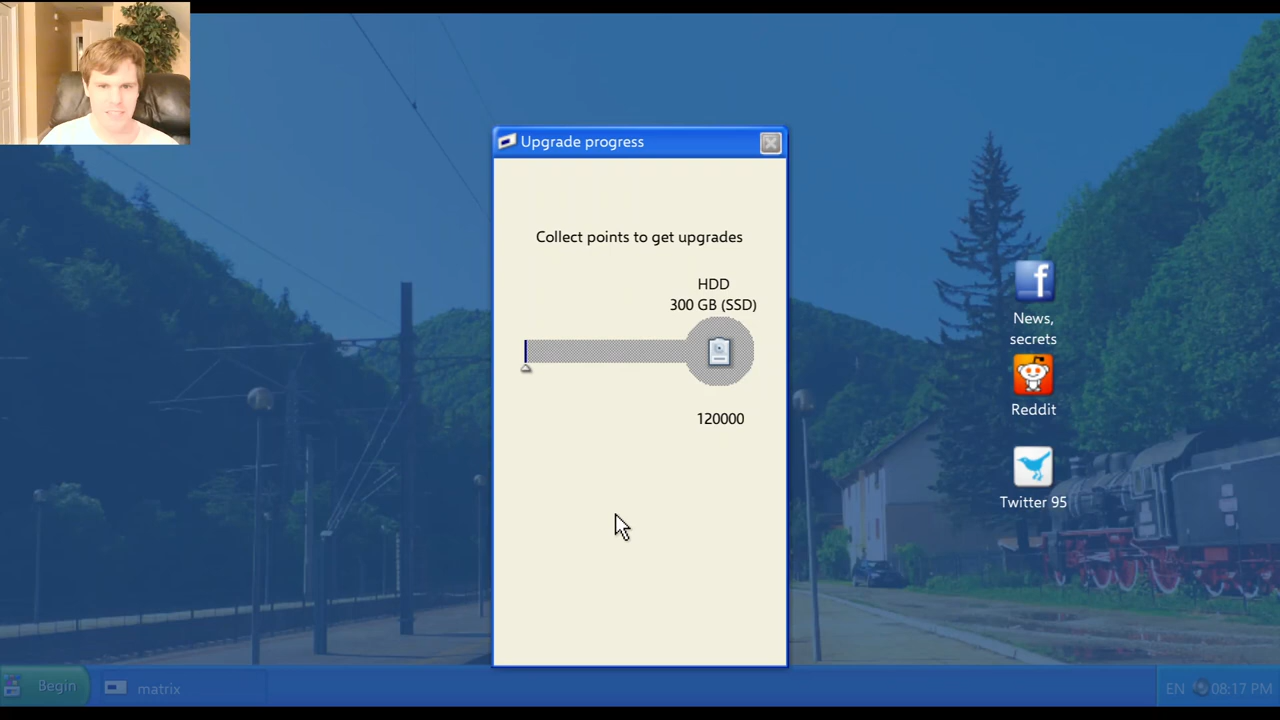 Upgrade progress
Collect points to get upgrades
HDD
300 GB (SSD)
120000
News,
secrets
Reddit
Twitter 95
Begin
matrix
EN
08:17 PM